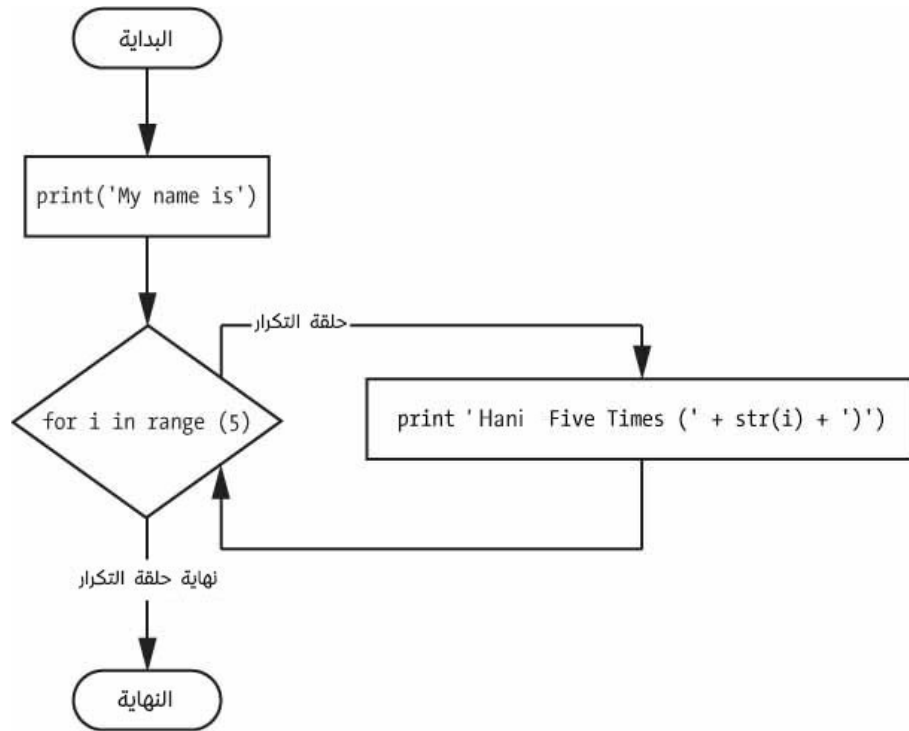 البداية
print('My name is')
حلقة التكرار
for i in range (5)
print 'Hani  Five Times (' + str(i) + ')')
نهاية حلقة التكرار
النهاية